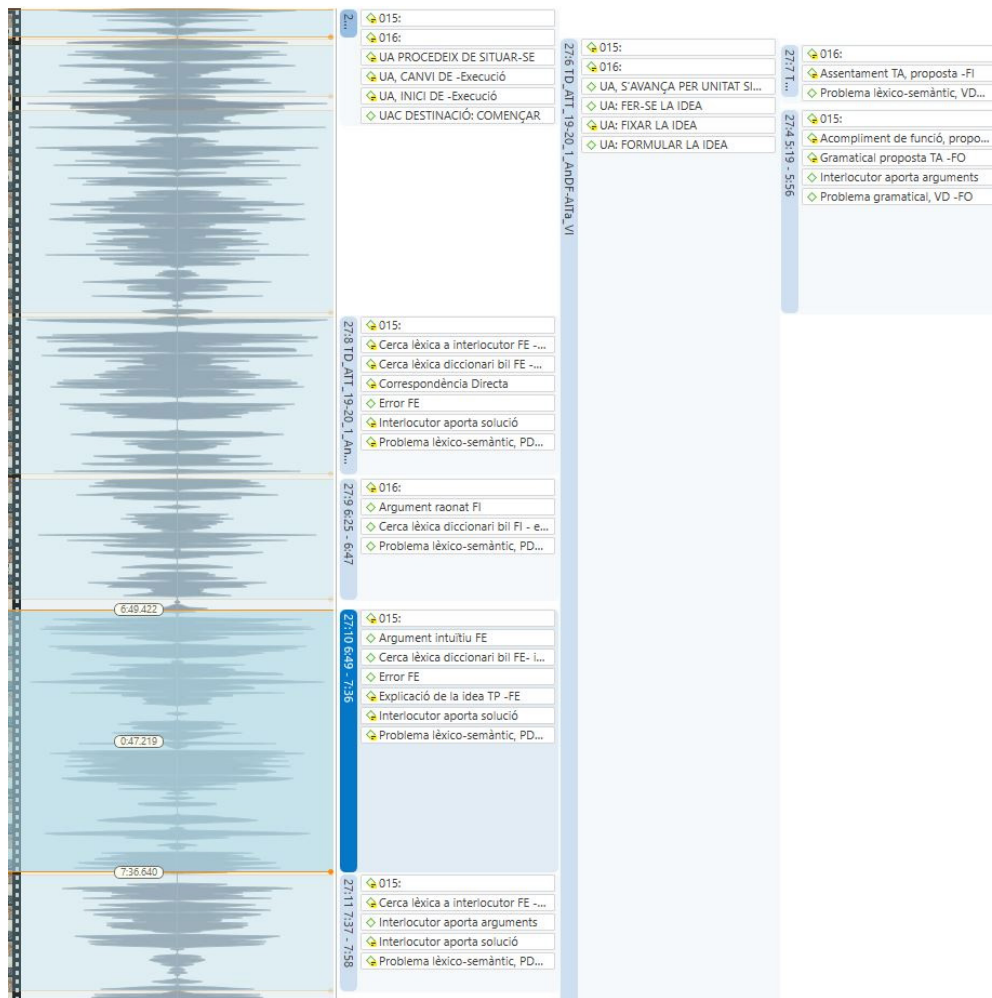 2...
015:
016:
UA PROCEDEIX DE SITUAR-SE
UA, CANVI DE -Execució
UA, INICI DE -Execució
UAC DESTINACIÓ: COMENÇAR
27:6 TD_ATT_19-20_1_AnDF-AlTa_VI
015:
016:
UA, S'AVANÇA PER UNITAT SI...
UA: FER-SE LA IDEA
UA: FIXAR LA IDEA
UA: FORMULAR LA IDEA
27:7 T...
016:
Assentament TA, proposta -FI
Problema lèxic-semàntic, VD...
27:4 5:19 - 5:56
015:
Acompliment de funció, propo...
Gramatical proposta TA -FO
Interlocutor aporta arguments
Problema gramatical, VD -FO
27:8 TD_ATT_19-20_1_An...
015:
Cerca lèxica a interlocutor FE -...
Cerca lèxica diccionari bil FE -...
Correspondència Directa
Error FE
Interlocutor aporta solució
Problema lèxico-semàntic, PD...
27:9 6:25 - 6:47
016:
Argument raonat FI
Cerca lèxica diccionari bil FI - e...
Problema lèxico-semàntic, PD...
6:49.422
0:47.219
7:36.640
27:10 6:49 - 7:36
015:
Argument intuïtiu FE
Cerca lèxica diccionari bil FE- i...
Error FE
Explicació de la idea TP -FE
Interlocutor aporta solució
Problema lèxico-semàntic, PD...
27:11 7:37 - 7:58
015:
Cerca lèxica a interlocutor FE -...
Interlocutor aporta arguments
Interlocutor aporta solució
Problema lèxico-semàntic, PD...